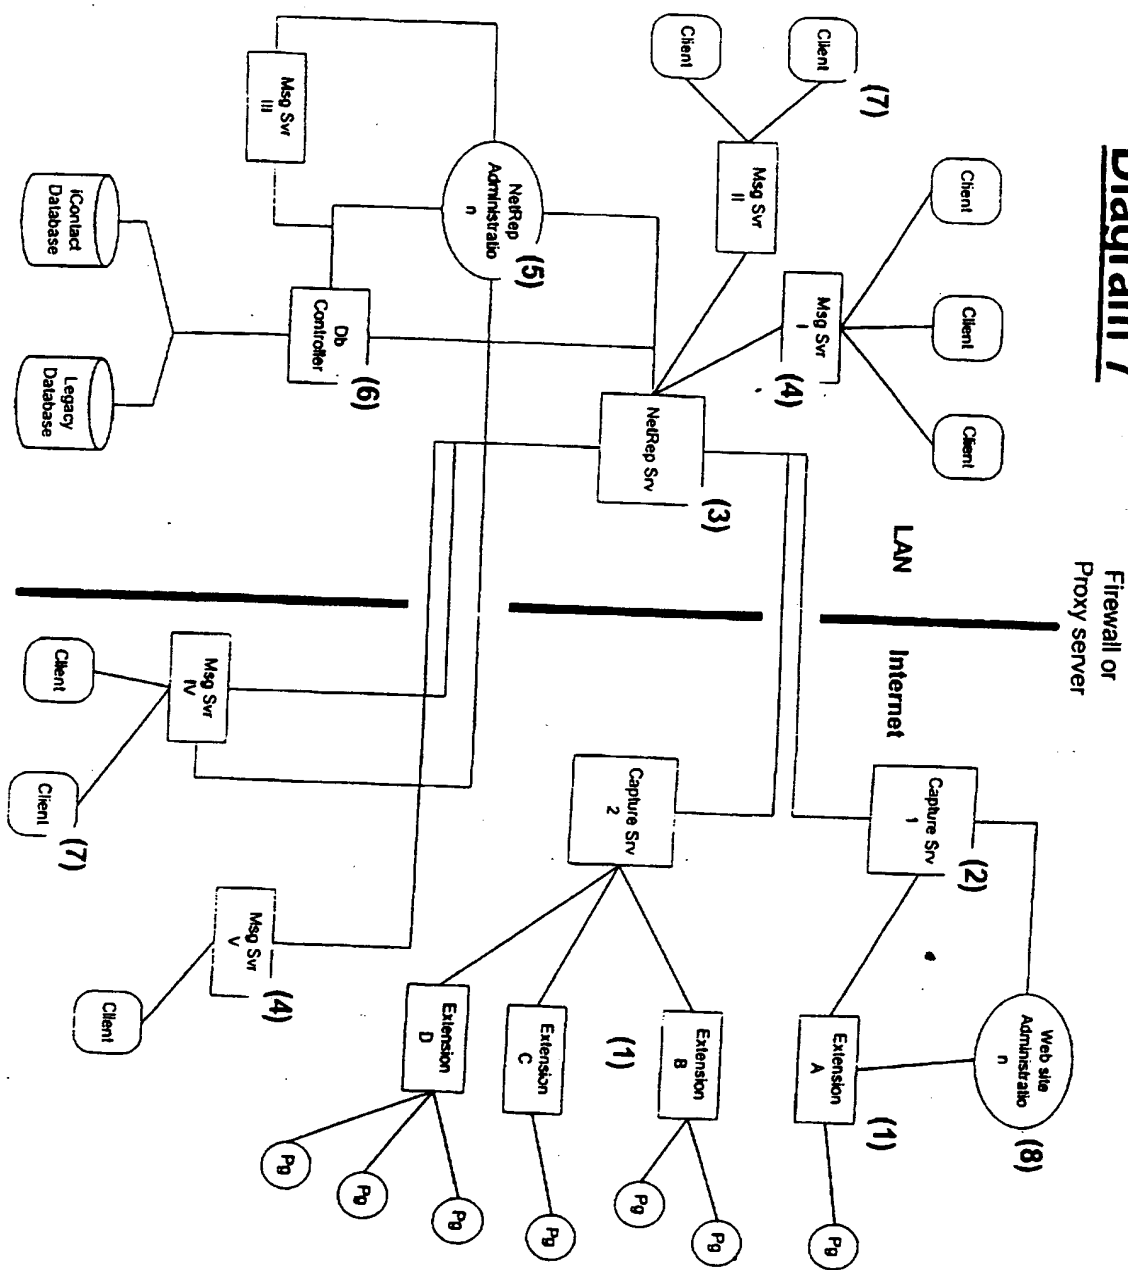 Diagram 7
Firewall or
Proxy server
LAN
Internet
Client
Client
(7)
Client
Client
Client
Msg Svr
II
Msg Svr
I
(4)
Msg Svr
III
NetRep
Administratio
n
(5)
iContact
Database
Legacy
Database
Db
Controller
(6)
NetRep Srv
(3)
Capture Srv
1
(2)
Web site
Administratio
n
(8)
Extension
A
(1)
Pg
Capture Srv
2
Extension
B
(1)
Pg
Pg
Extension
C
Pg
Extension
D
Pg
Pg
Pg
Msg Svr
IV
Client
Client
(7)
Msg Svr
V
(4)
Client